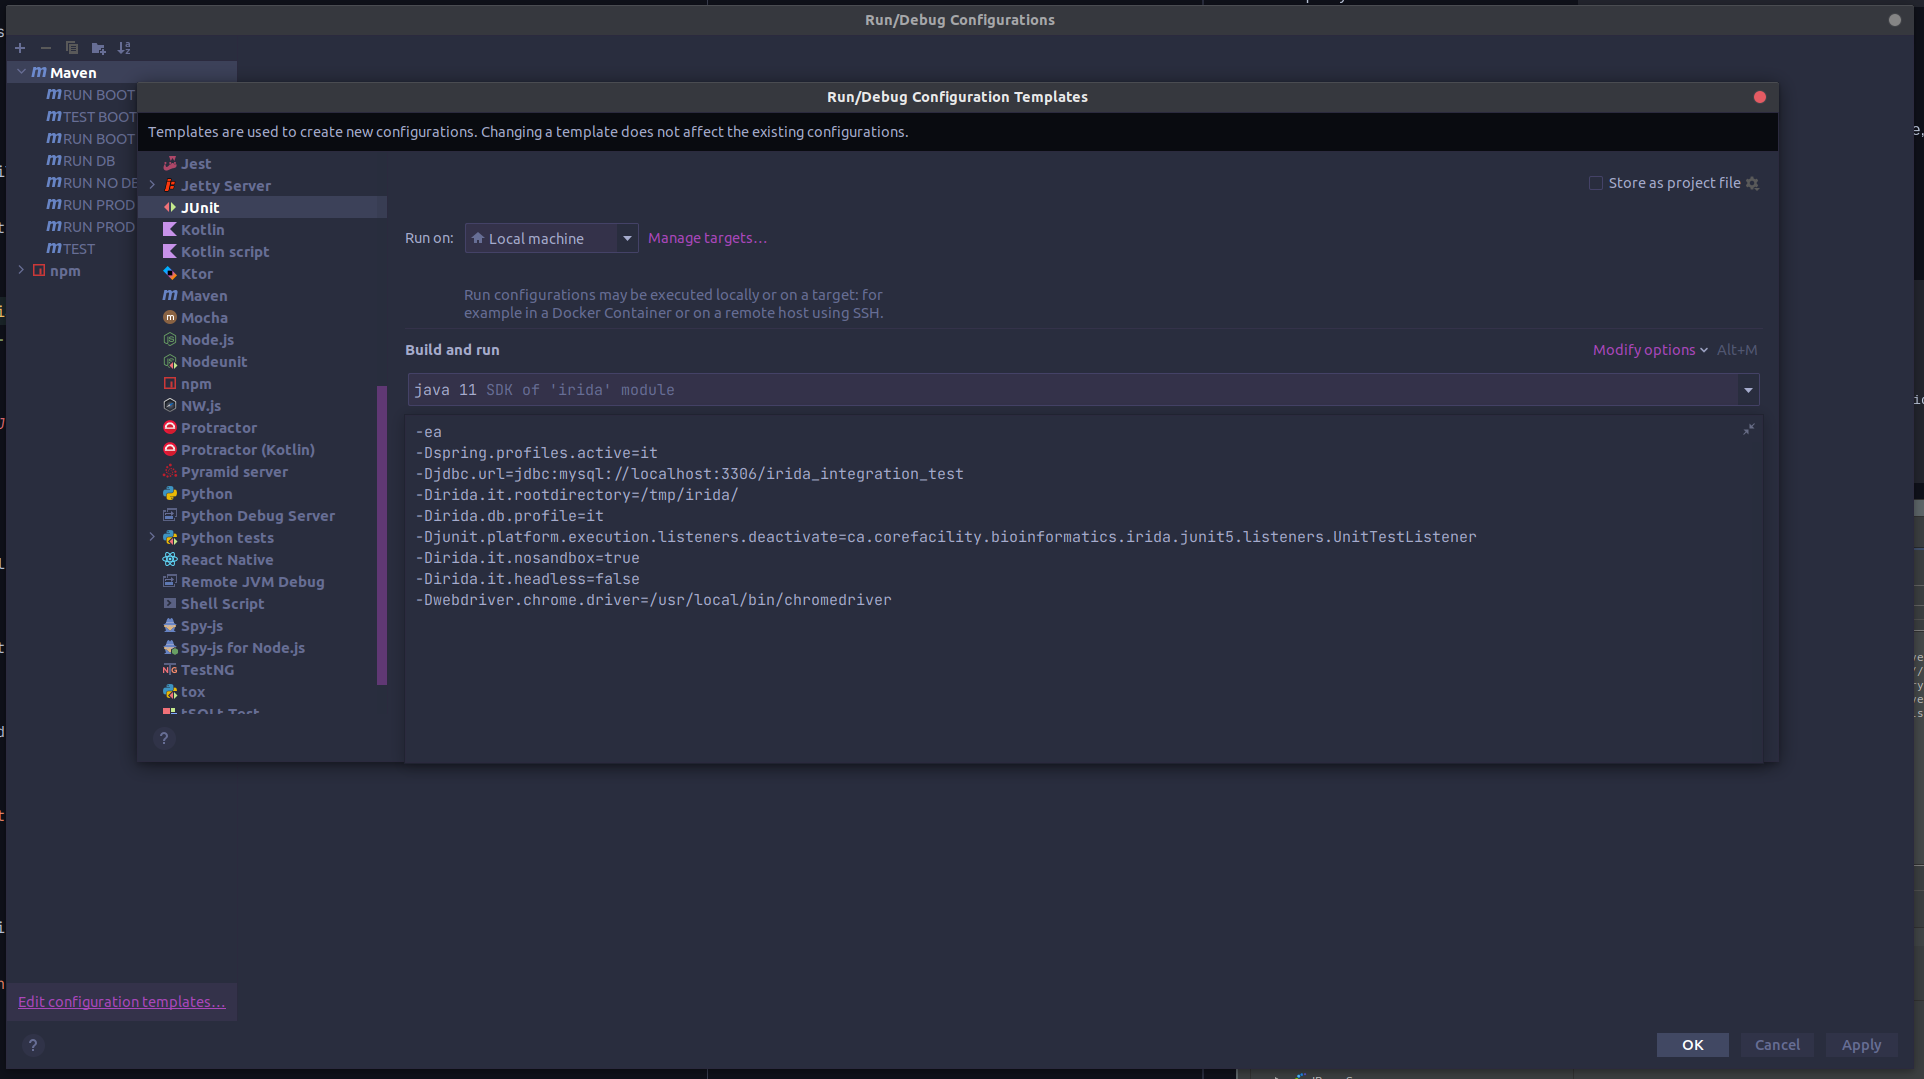 Run/Debug Configurations
Maven
RUN BOOT
TEST BOOT
RUN BOOT
RUN DB
RUN NO DE
RUN PROD
RUN PROD
TEST
npm
Run/Debug Configuration Templates
Templates are used to create new configurations. Changing a template does not affect the existing configurations.
Jest
Jetty Server
JUnit
Kotlin
Kotlin script
Ktor
Maven
Mocha
Node.js
Nodeunit
npm
NW.js
Protractor
Protractor (Kotlin)
Pyramid server
Python
Python Debug Server
Python tests
React Native
Remote JVM Debug
Shell Script
Spy-js
Spy-js for Node.js
TestNG
tox
tSQLt Test
?
Store as project file
Run on: Local machine Manage targets...
Run configurations may be executed locally or on a target: for
example in a Docker Container or on a remote host using SSH.
Build and run
Modify options Alt+M
java 11 SDK of 'irida' module
-ea
-Dspring.profiles.active=it
-Djdbc.url=jdbc:mysql://localhost:3306/irida_integration_test
-Dirida.it.rootdirectory=/tmp/irida/
-Dirida.db.profile=it
-Djunit.platform.execution.listeners.deactivate=ca.corefacility.bioinformatics.irida.junit5.listeners.UnitTestListener
-Dirida.it.nosandbox=true
-Dirida.it.headless=false
-Dwebdriver.chrome.driver=/usr/local/bin/chromedriver
Edit configuration templates...
?
OK Cancel Apply